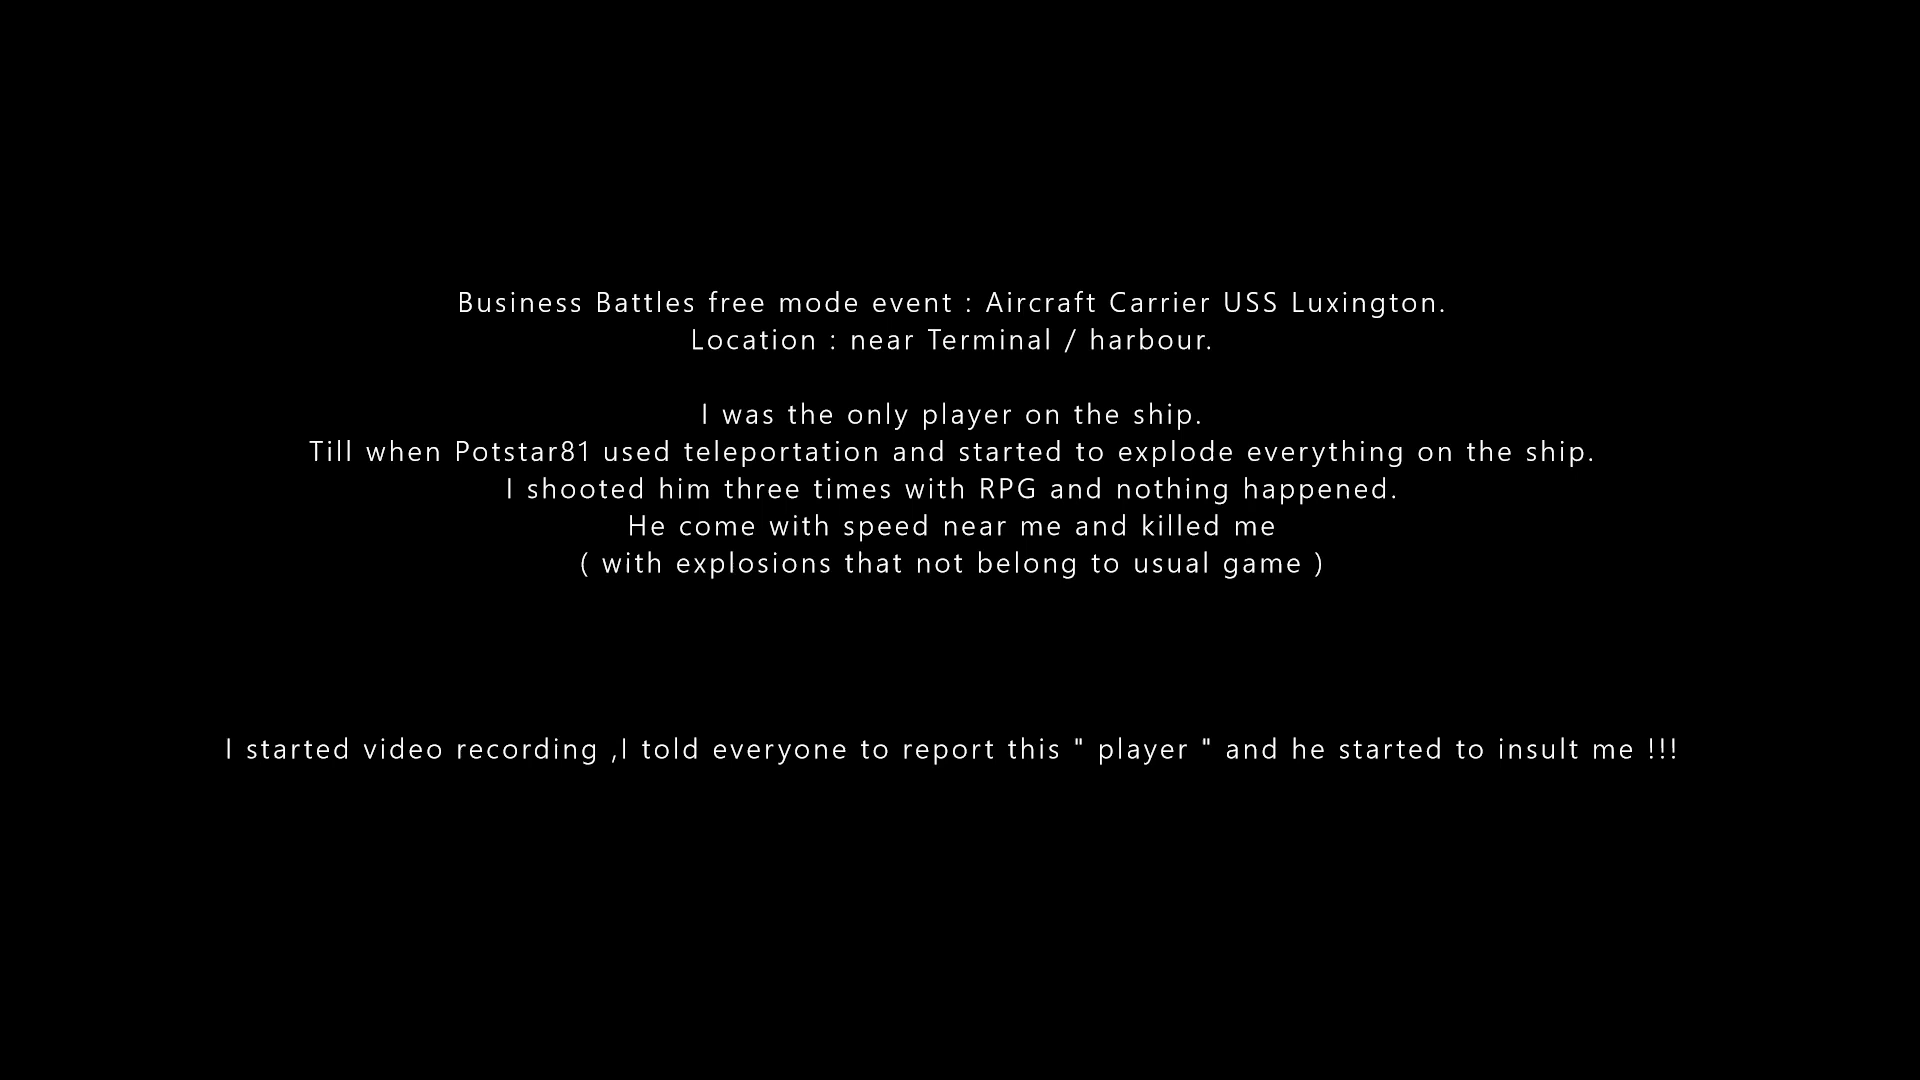 Business Battles free mode event : Aircraft Carrier USS Luxington.
Location : near Terminal / harbour.
I was the only player on the ship.
Till when Potstar81 used teleportation and started to explode everything on the ship.
I shooted him three times with RPG and nothing happened.
He come with speed near me and killed me
( with explosions that not belong to usual game )
I started video recording ,I told everyone to report this " player " and he started to insult me !!!